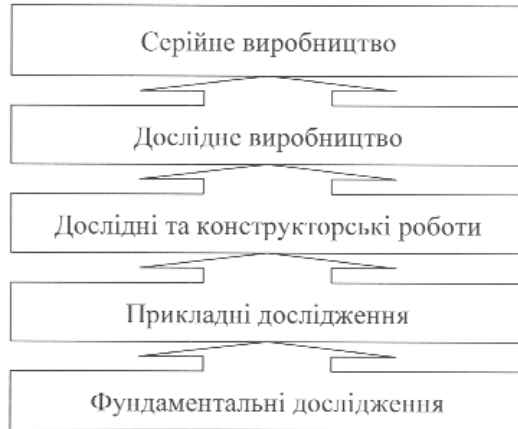 Серійне виробництво
Дослідне виробництво
Дослідні та конструкторські роботи
Прикладні дослідження
Фундаментальні дослідження